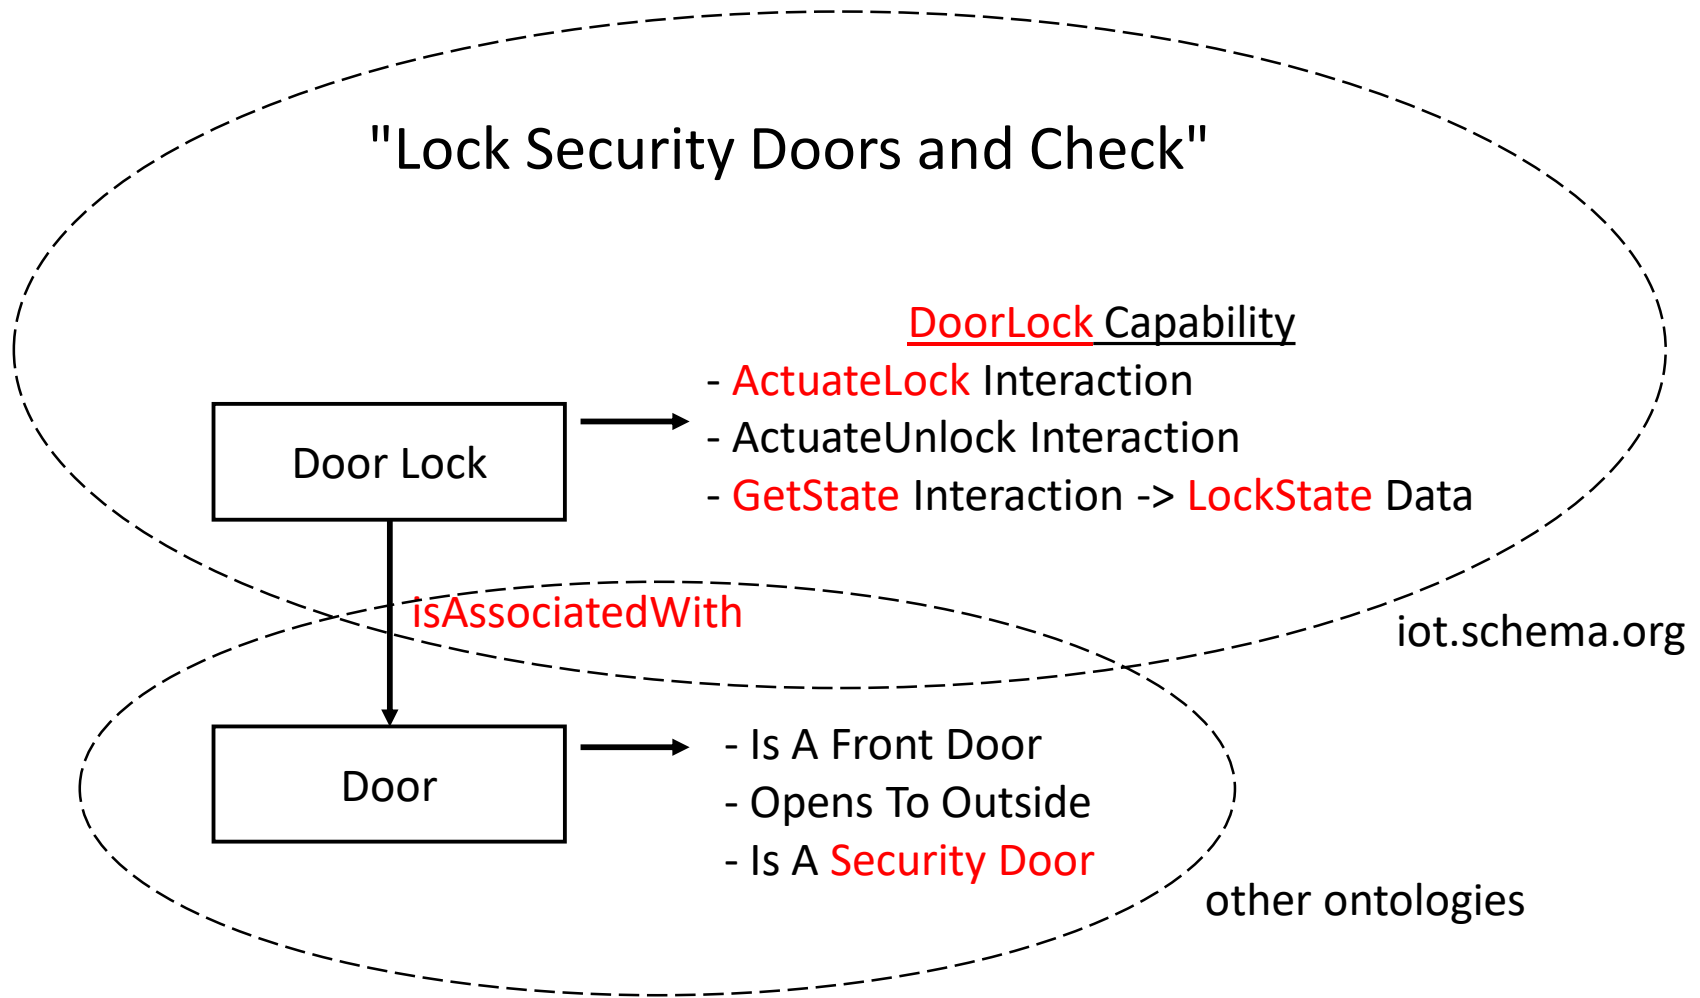 "Lock Security Doors and Check"
DoorLock Capability
- ActuateLock Interaction
- ActuateUnlock Interaction
- GetState Interaction -> LockState Data
Door Lock
isAssociatedWith
iot.schema.org
Door
- Is A Front Door
- Opens To Outside
- Is A Security Door
other ontologies